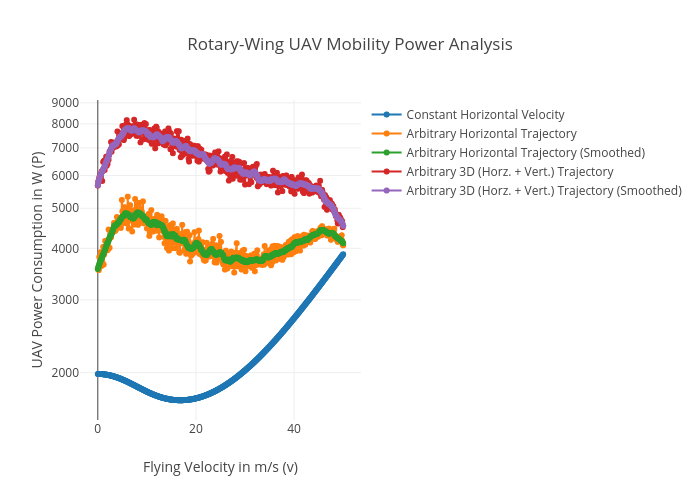 Rotary-Wing UAV Mobility Power Analysis
9000
8000
7000
6000
5000
4000
3000
2000
UAV Power Consumption in W (P)
0
20
40
Flying Velocity in m/s (v)
Constant Horizontal Velocity
Arbitrary Horizontal Trajectory
Arbitrary Horizontal Trajectory (Smoothed)
Arbitrary 3D (Horz. + Vert.) Trajectory
Arbitrary 3D (Horz. + Vert.) Trajectory (Smoothed)